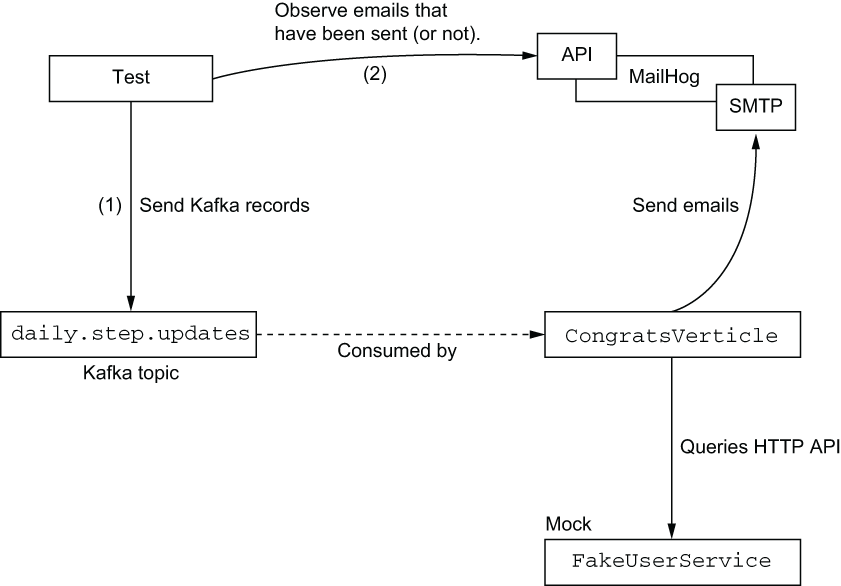 Observe emails that
have been sent (or not).
API
Test
(2)
MailHog
SMTP
(1) Send Kafka records
Send emails
daily.step.updates
CongratsVerticle
Consumed by
Kafka topic
Queries HTTP API
Mock
FakeUserService